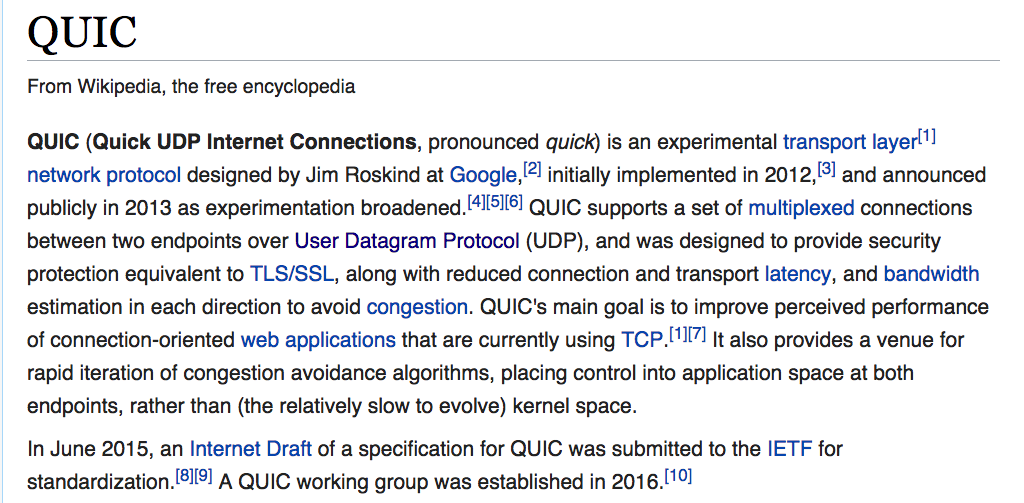 QUIC
From Wikipedia, the free encyclopedia
QUIC (Quick UDP Internet Connections, pronounced quick) is an experimental transport layer[1]
network protocol designed by Jim Roskind at Google,[2] initially implemented in 2012,[3] and announced
publicly in 2013 as experimentation broadened.[4][5][6] QUIC supports a set of multiplexed connections
between two endpoints over User Datagram Protocol (UDP), and was designed to provide security
protection equivalent to TLS/SSL, along with reduced connection and transport latency, and bandwidth
estimation in each direction to avoid congestion. QUIC's main goal is to improve perceived performance
of connection-oriented web applications that are currently using TCP.[1][7] It also provides a venue for
rapid iteration of congestion avoidance algorithms, placing control into application space at both
endpoints, rather than (the relatively slow to evolve) kernel space.
In June 2015, an Internet Draft of a specification for QUIC was submitted to the IETF for
standardization.[8][9] A QUIC working group was established in 2016.[10]